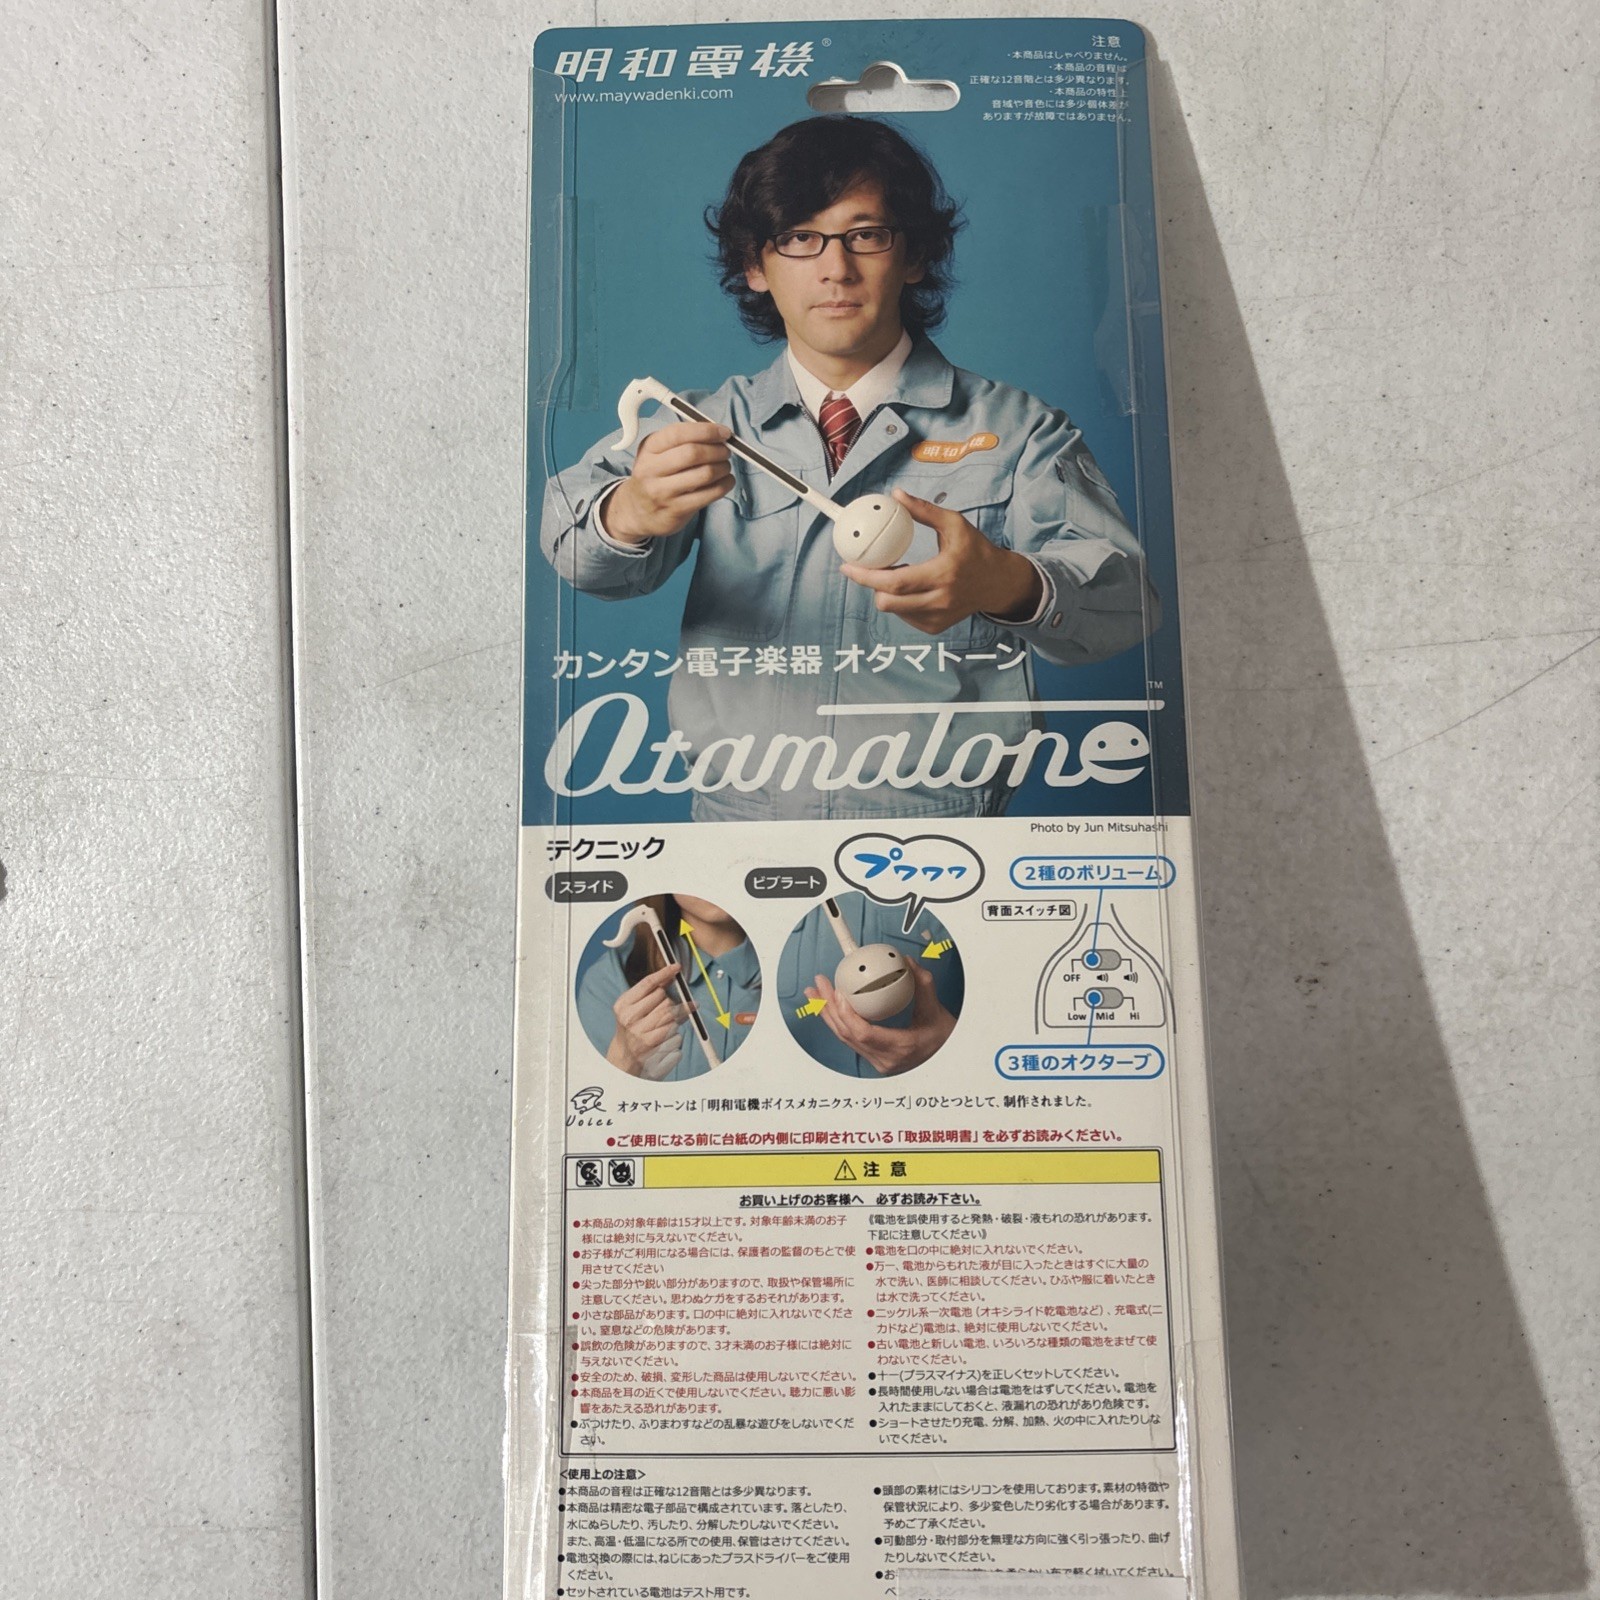 明和電機®
www.maywadenki.com
注意
・本商品はしゃべりません。
・本商品の音程は
正確な12音階とは多少異なります。
・本商品の特性上
音域や音色には多少個体差が
ありますが故障ではありません。
明和電機
カンタン電子楽器 オタマトーン
Otamatone™
Photo by Jun Mitsuhashi
テクニック
スライド
ビブラート
プワワワ
2種のボリューム
背面スイッチ図
OFF
Low Mid Hi
3種のオクターブ
Voice
オタマトーンは「明和電機ボイスメカニクス・シリーズ」のひとつとして、制作されました。
●ご使用になる前に台紙の内側に印刷されている「取扱説明書」を必ずお読みください。
⚠注意
お買い上げのお客様へ 必ずお読み下さい。
●本商品の対象年齢は15才以上です。対象年齢未満のお子
様には絶対に与えないでください。
●お子様がご利用になる場合には、保護者の監督のもとで使
用させてください
●尖った部分や鋭い部分がありますので、取扱や保管場所に
注意してください。思わぬケガをするおそれがあります。
●小さな部品があります。口の中に絶対に入れないでくださ
い。窒息などの危険があります。
●誤飲の危険がありますので、3才未満のお子様には絶対に
与えないでください。
●安全のため、破損、変形した商品は使用しないでください。
●本商品を耳の近くで使用しないでください。聴力に悪い影
響をあたえる恐れがあります。
●ぶつけたり、ふりまわすなどの乱暴な遊びをしないでくだ
さい。
《電池を誤使用すると発熱・破裂・液もれの恐れがあります。
下記に注意してください》
●電池を口の中に絶対に入れないでください。
●万一、電池からもれた液が目に入ったときはすぐに大量の
水で洗い、医師に相談してください。ひふや服に着いたとき
は水で洗ってください。
●ニッケル系一次電池（オキシライド乾電池など）、充電式(ニ
カドなど)電池は、絶対に使用しないでください。
●古い電池と新しい電池、いろいろな種類の電池をまぜて使
わないでください。
●＋－(プラスマイナス)を正しくセットしてください。
●長時間使用しない場合は電池をはずしてください。電池を
入れたままにしておくと、液漏れの恐れがあり危険です。
●ショートさせたり充電、分解、加熱、火の中に入れたりしな
いでください。
<使用上の注意>
●本商品の音程は正確な12音階とは多少異なります。
●本商品は精密な電子部品で構成されています。落としたり、
水にぬらしたり、汚したり、分解したりしないでください。
また、高温・低温になる所での使用、保管はさけてください。
●電池交換の際には、ねじにあったプラスドライバーをご使用
ください。
●セットされている電池はテスト用です。
●頭部の素材にはシリコンを使用しております。素材の特徴や
保管状況により、多少変色したり劣化する場合があります。
予めご了承ください。
●可動部分・取付部分を無理な方向に強く引っ張ったり、曲げ
たりしないでください。